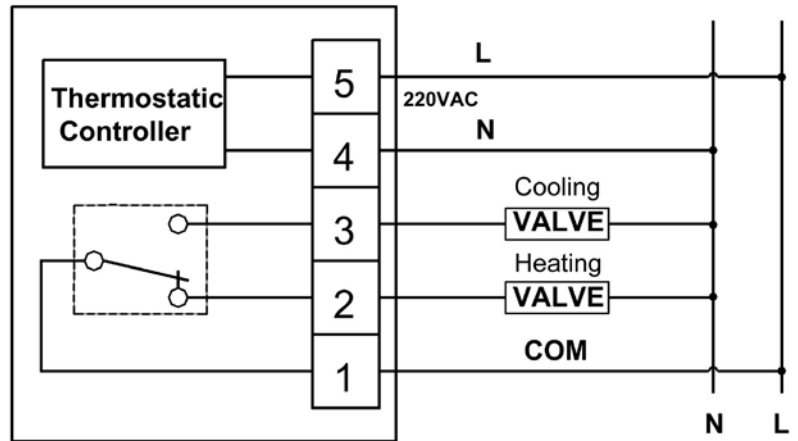 Thermostatic
Controller
5
4
3
2
1
L
220VAC
N
Cooling
VALVE
Heating
VALVE
COM
N L